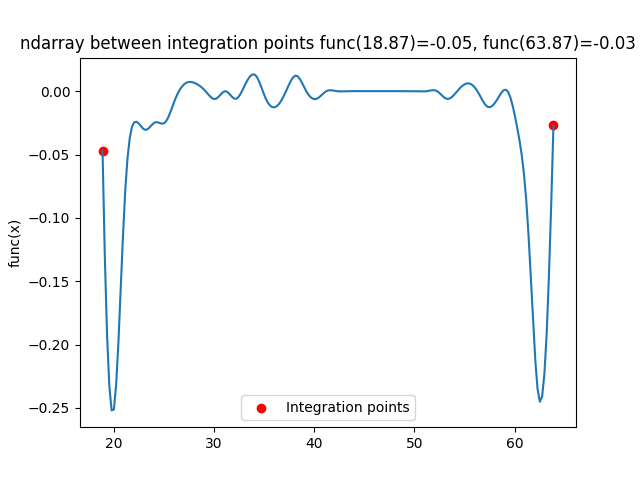 ndarray between integration points func(18.87)=-0.05, func(63.87)=-0.03
func(x)
0.00
−0.05
−0.10
−0.15
−0.20
−0.25
Integration points
20 30 40 50 60